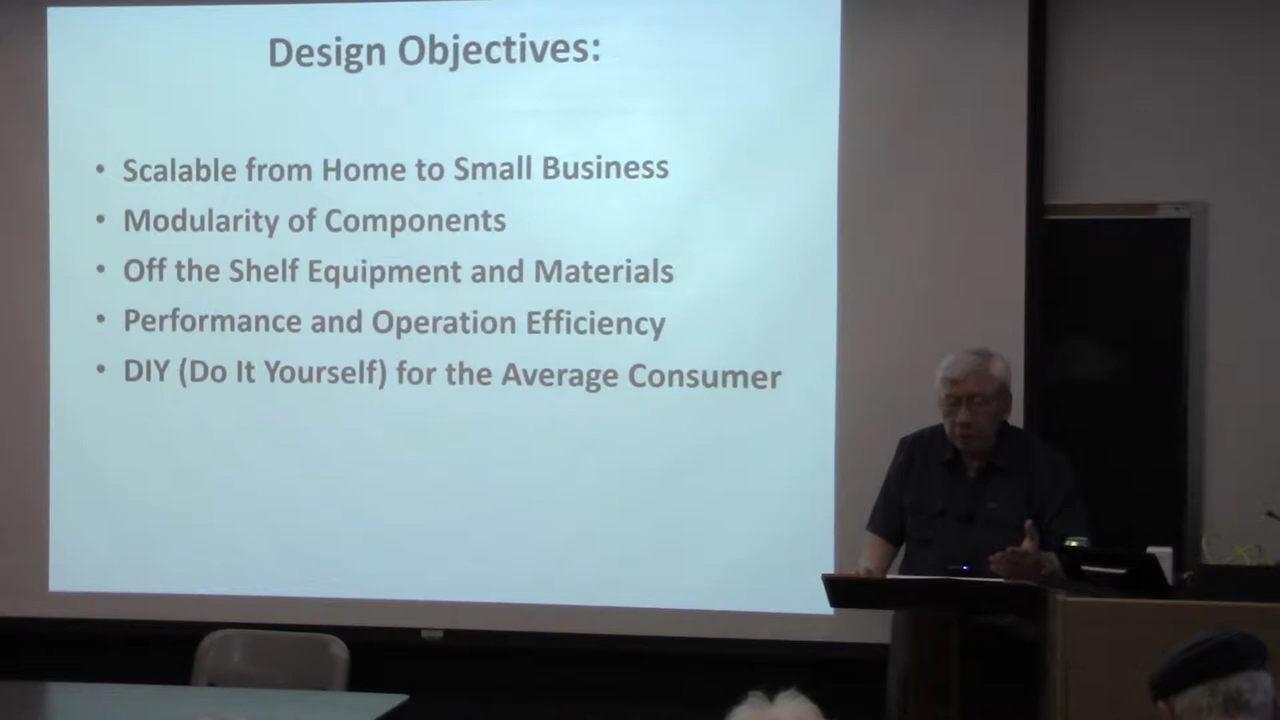 Design Objectives:
• Scalable from Home to Small Business
• Modularity of Components
• Off the Shelf Equipment and Materials
• Performance and Operation Efficiency
• DIY (Do It Yourself) for the Average Consumer